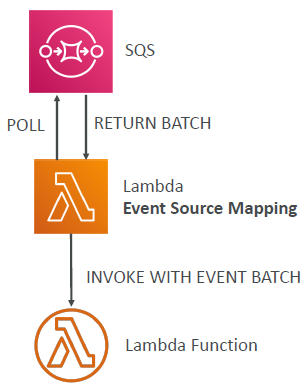 SQS
POLL
RETURN BATCH
Lambda
Event Source Mapping
INVOKE WITH EVENT BATCH
Lambda Function